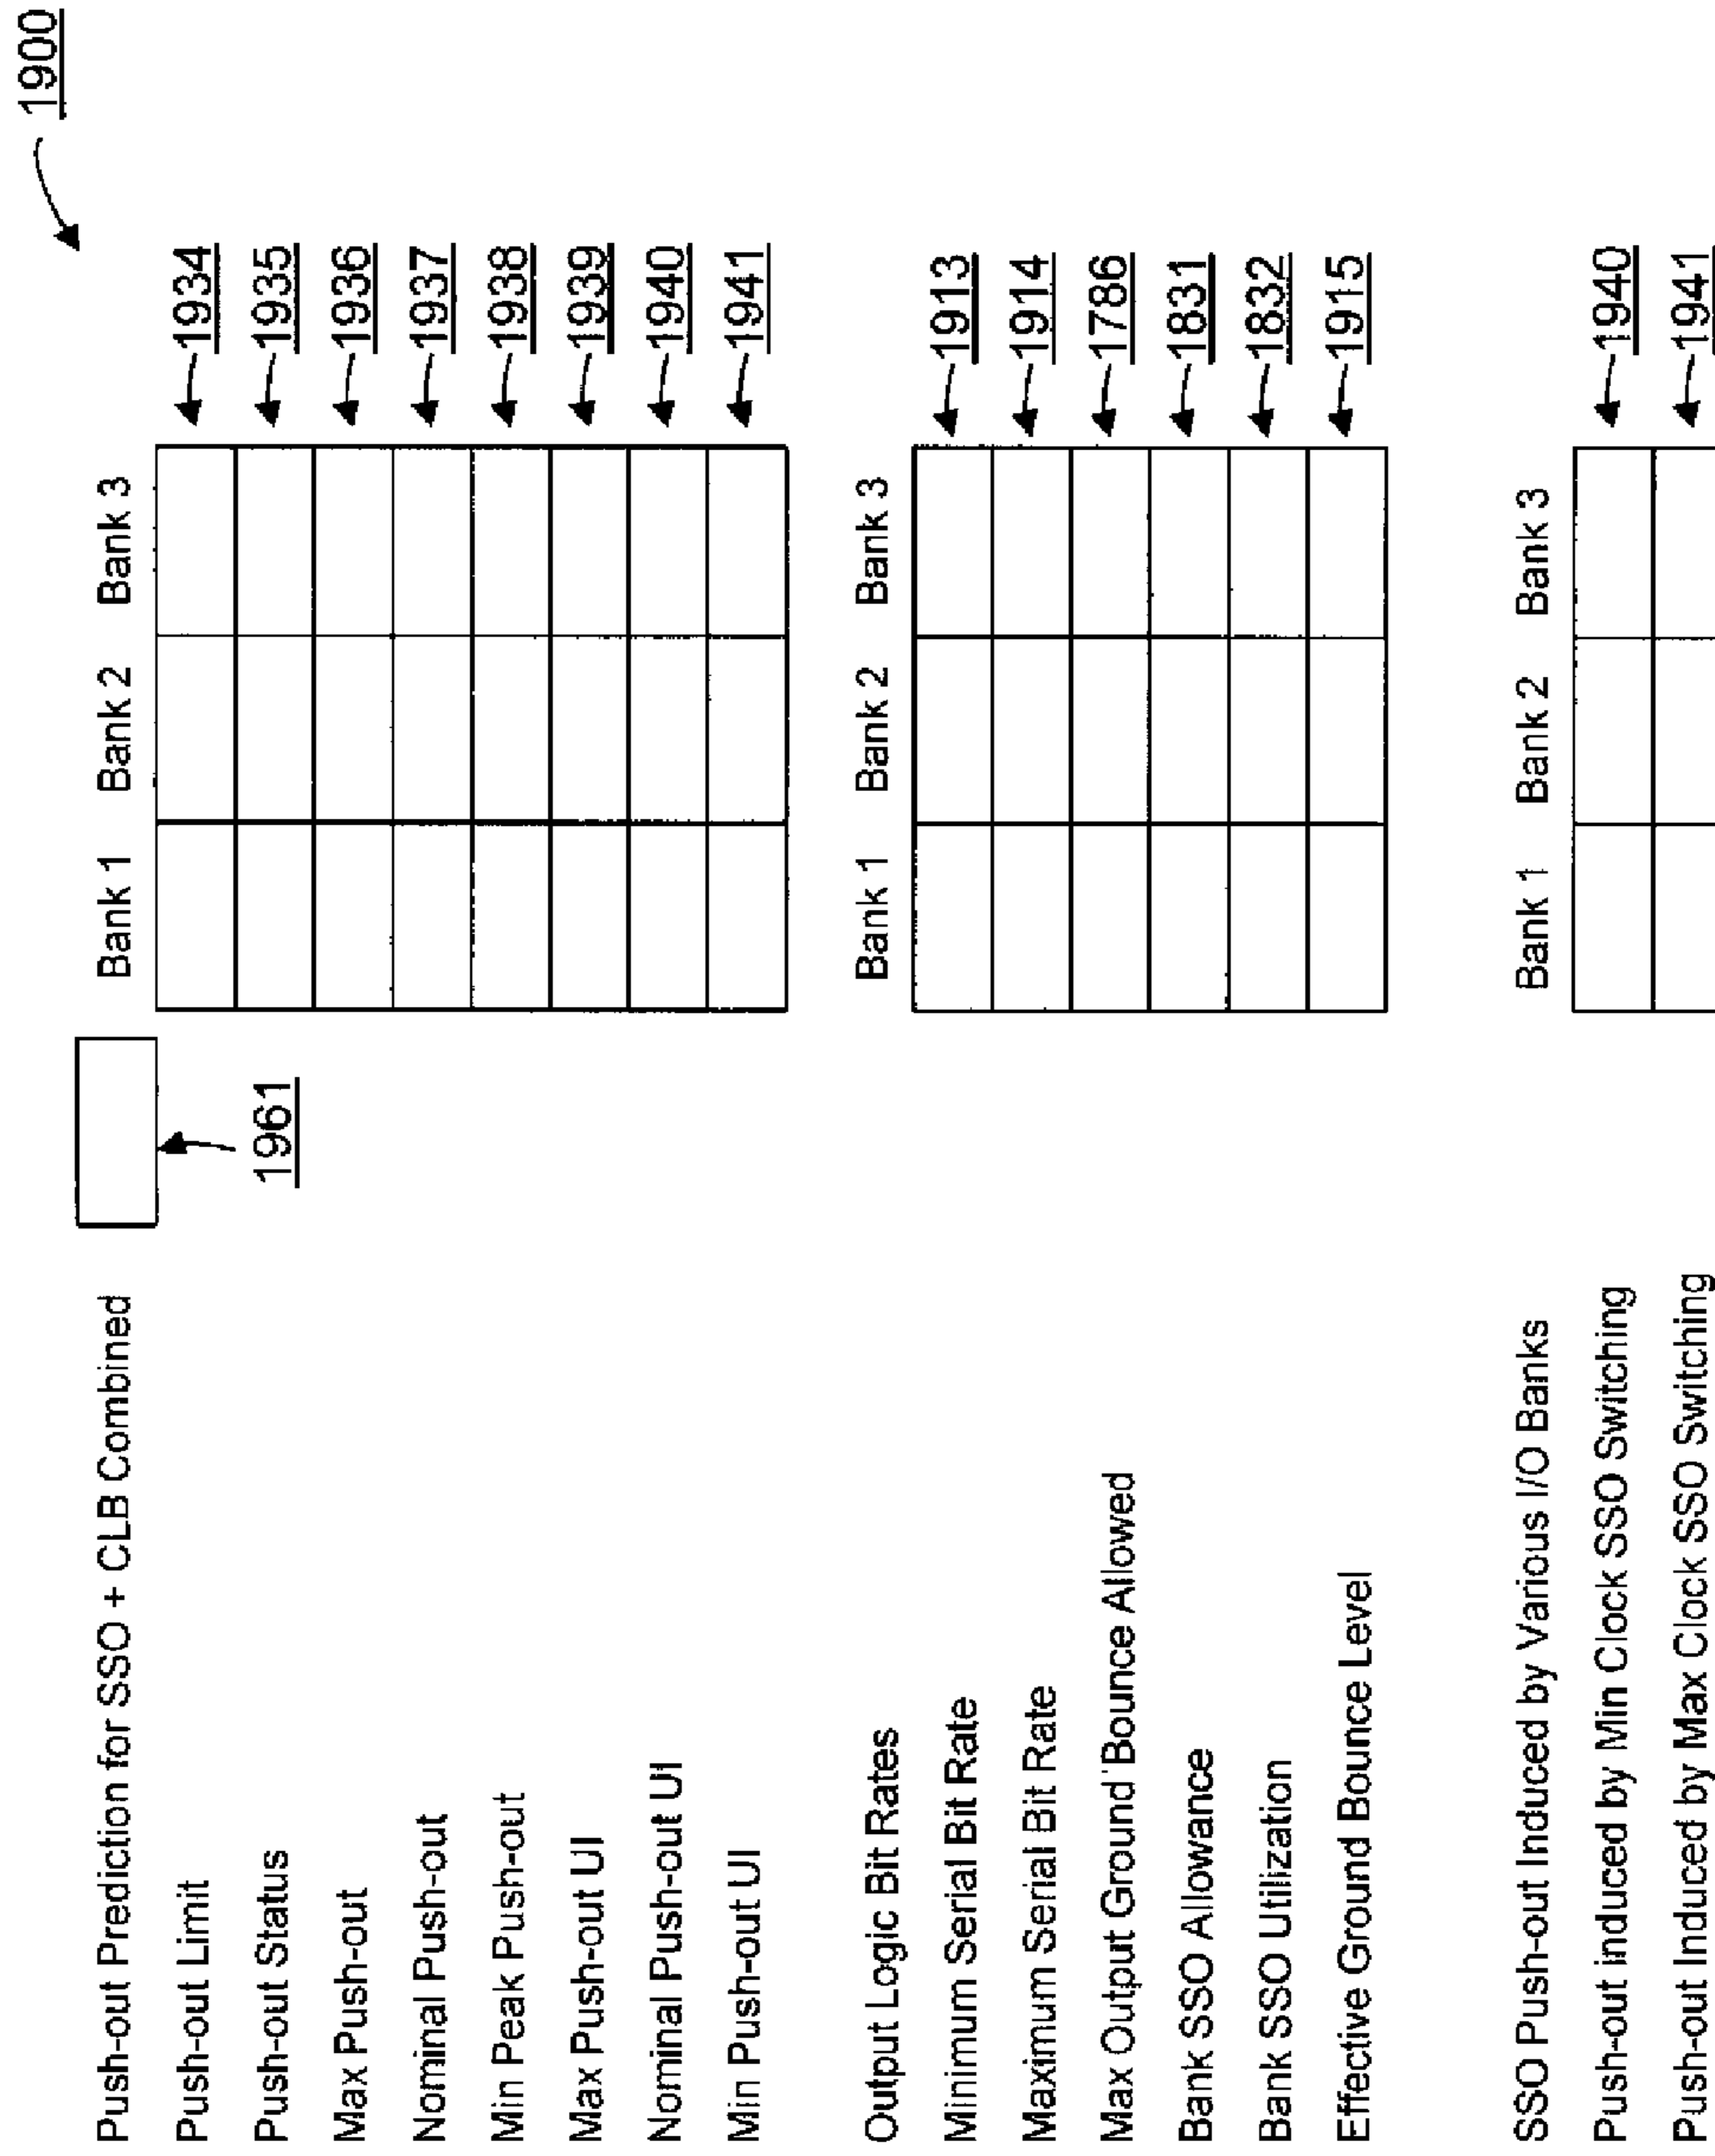 1900
Push-out Prediction for SSO + CLB Combined
1961
Bank 1 Bank 2 Bank 3
Push-out Limit 1934
Push-out Status 1935
Max Push-out 1936
Nominal Push-out 1937
Min Peak Push-out 1938
Max Push-out UI 1939
Nominal Push-out UI 1940
Min Push-out UI 1941
Output Logic Bit Rates Bank 1 Bank 2 Bank 3
Minimum Serial Bit Rate 1913
Maximum Serial Bit Rate 1914
Max Output Ground Bounce Allowed 1786
Bank SSO Allowance 1831
Bank SSO Utilization 1832
Effective Ground Bounce Level 1915
SSO Push-out Induced by Various I/O Banks Bank 1 Bank 2 Bank 3
Push-out induced by Min Clock SSO Switching 1940
Push-out Induced by Max Clock SSO Switching 1941